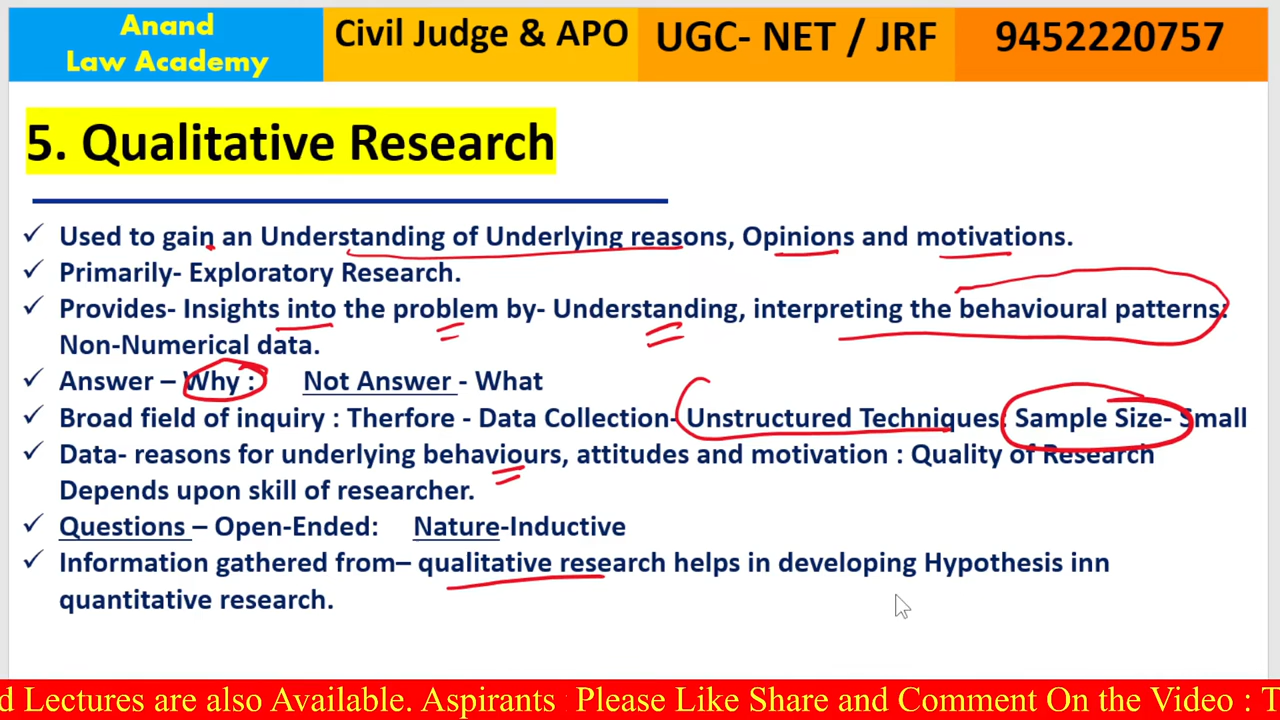 Anand
Law Academy
Civil Judge & APO
UGC- NET / JRF
9452220757
5. Qualitative Research
✓ Used to gain an Understanding of Underlying reasons, Opinions and motivations.
✓ Primarily- Exploratory Research.
✓ Provides- Insights into the problem by- Understanding, interpreting the behavioural patterns:
Non-Numerical data.
✓ Answer – Why : Not Answer - What
✓ Broad field of inquiry : Therfore - Data Collection- Unstructured Techniques: Sample Size- Small
✓ Data- reasons for underlying behaviours, attitudes and motivation : Quality of Research
Depends upon skill of researcher.
✓ Questions – Open-Ended: Nature-Inductive
✓ Information gathered from– qualitative research helps in developing Hypothesis inn
quantitative research.
d Lectures are also Available. Aspirants Please Like Share and Comment On the Video : T